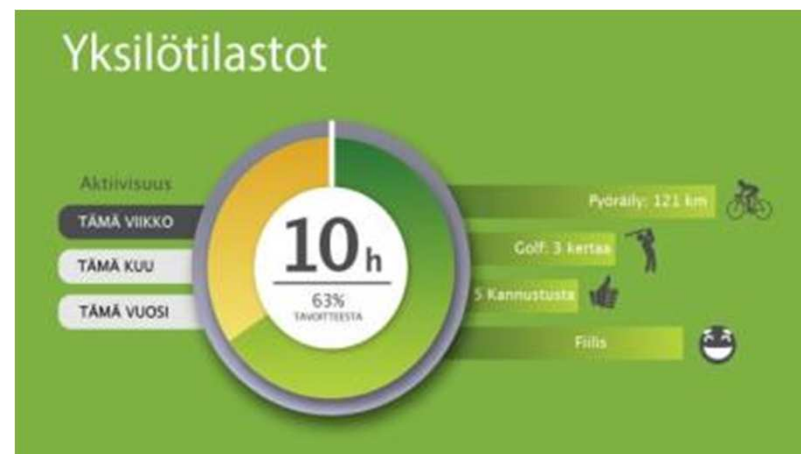 Yksilötilastot
Aktiivisuus
TÄMÄ VIIKKO
TÄMÄ KUU
TÄMÄ VUOSI
10h
63%
TAVOITTEESTA
Pyöräily: 121 km
Golf: 3 kertaa
5 Kannustusta
Fiilis